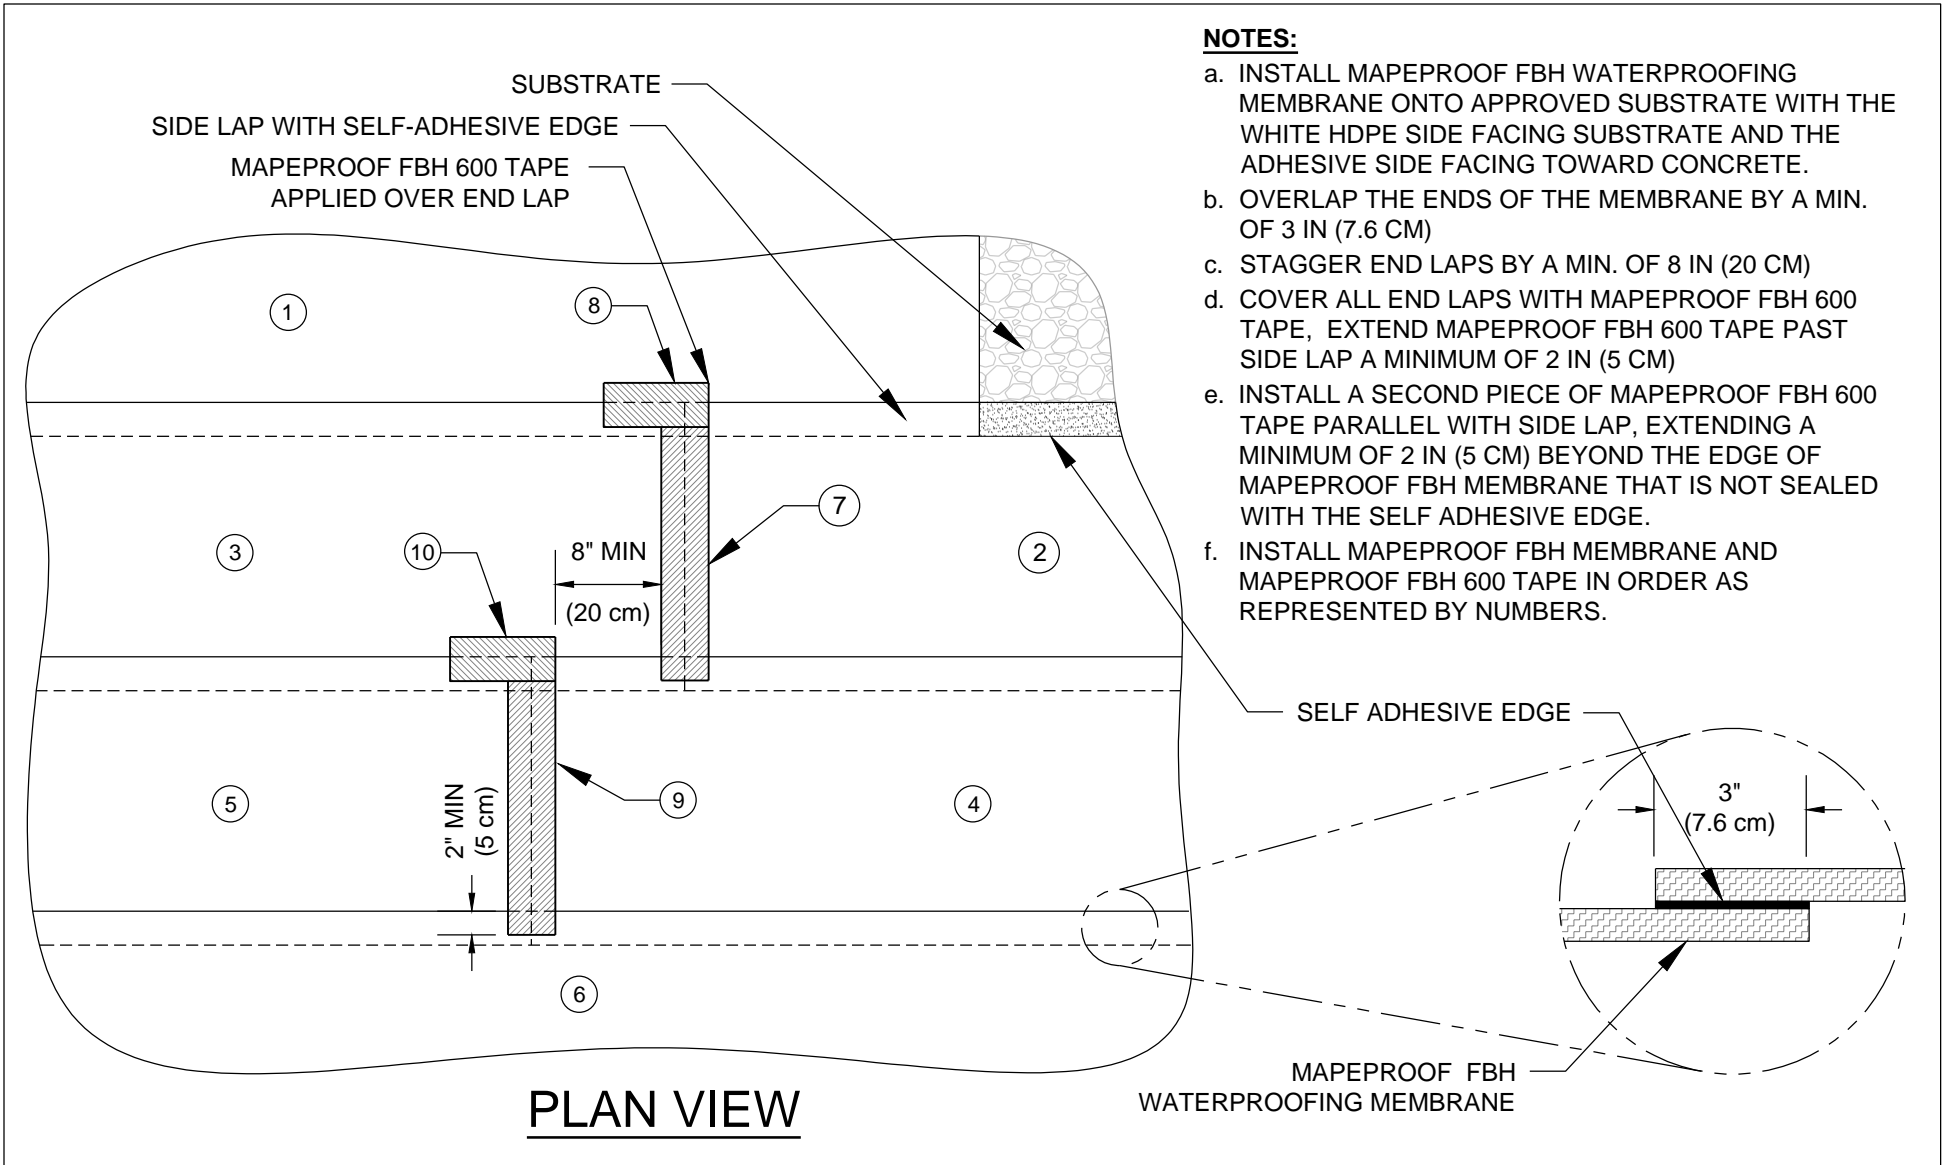 NOTES:
a. INSTALL MAPEPROOF FBH WATERPROOFING
MEMBRANE ONTO APPROVED SUBSTRATE WITH THE
WHITE HDPE SIDE FACING SUBSTRATE AND THE
ADHESIVE SIDE FACING TOWARD CONCRETE.
b. OVERLAP THE ENDS OF THE MEMBRANE BY A MIN.
OF 3 IN (7.6 CM)
c. STAGGER END LAPS BY A MIN. OF 8 IN (20 CM)
d. COVER ALL END LAPS WITH MAPEPROOF FBH 600
TAPE, EXTEND MAPEPROOF FBH 600 TAPE PAST
SIDE LAP A MINIMUM OF 2 IN (5 CM)
e. INSTALL A SECOND PIECE OF MAPEPROOF FBH 600
TAPE PARALLEL WITH SIDE LAP, EXTENDING A
MINIMUM OF 2 IN (5 CM) BEYOND THE EDGE OF
MAPEPROOF FBH MEMBRANE THAT IS NOT SEALED
WITH THE SELF ADHESIVE EDGE.
f. INSTALL MAPEPROOF FBH MEMBRANE AND
MAPEPROOF FBH 600 TAPE IN ORDER AS
REPRESENTED BY NUMBERS.
SUBSTRATE
SIDE LAP WITH SELF-ADHESIVE EDGE
MAPEPROOF FBH 600 TAPE
APPLIED OVER END LAP
1
8
7
3
10
8" MIN
(20 cm)
2
5
2" MIN
(5 cm)
9
4
6
SELF ADHESIVE EDGE
3"
(7.6 cm)
MAPEPROOF FBH
WATERPROOFING MEMBRANE
PLAN VIEW